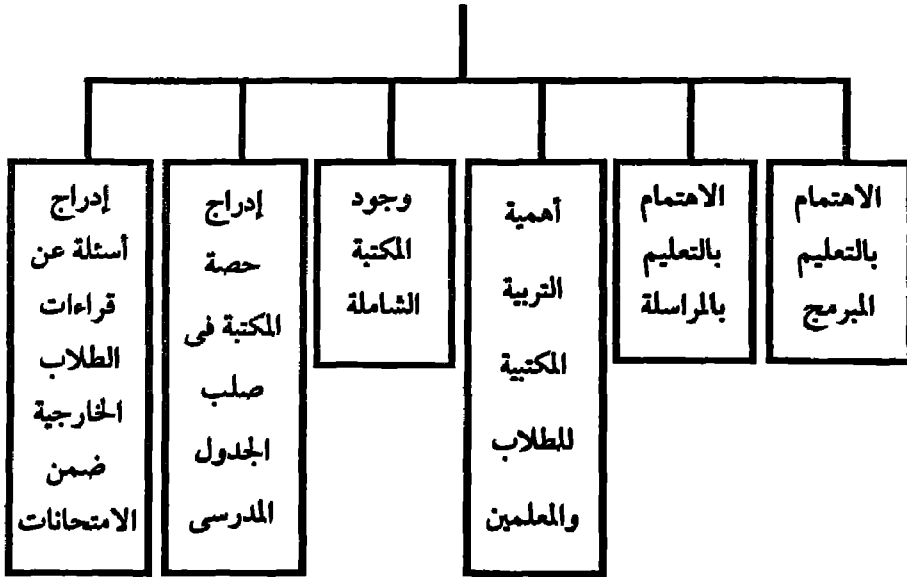 الاهتمام
بالتعليم
المبرمج
الاهتمام
بالتعليم
بالمراسلة
أهمية
التربية
المكتبية
للطلاب
والمعلمين
وجود
المكتبة
الشاملة
إدراج
حصة
المكتبة فى
صلب
الجدول
المدرسى
إدراج
أسئلة عن
قراءات
الطلاب
الخارجية
ضمن
الامتحانات